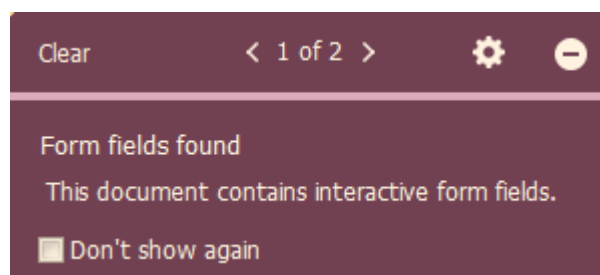 Clear < 1 of 2 >
Form fields found
This document contains interactive form fields.
Don't show again